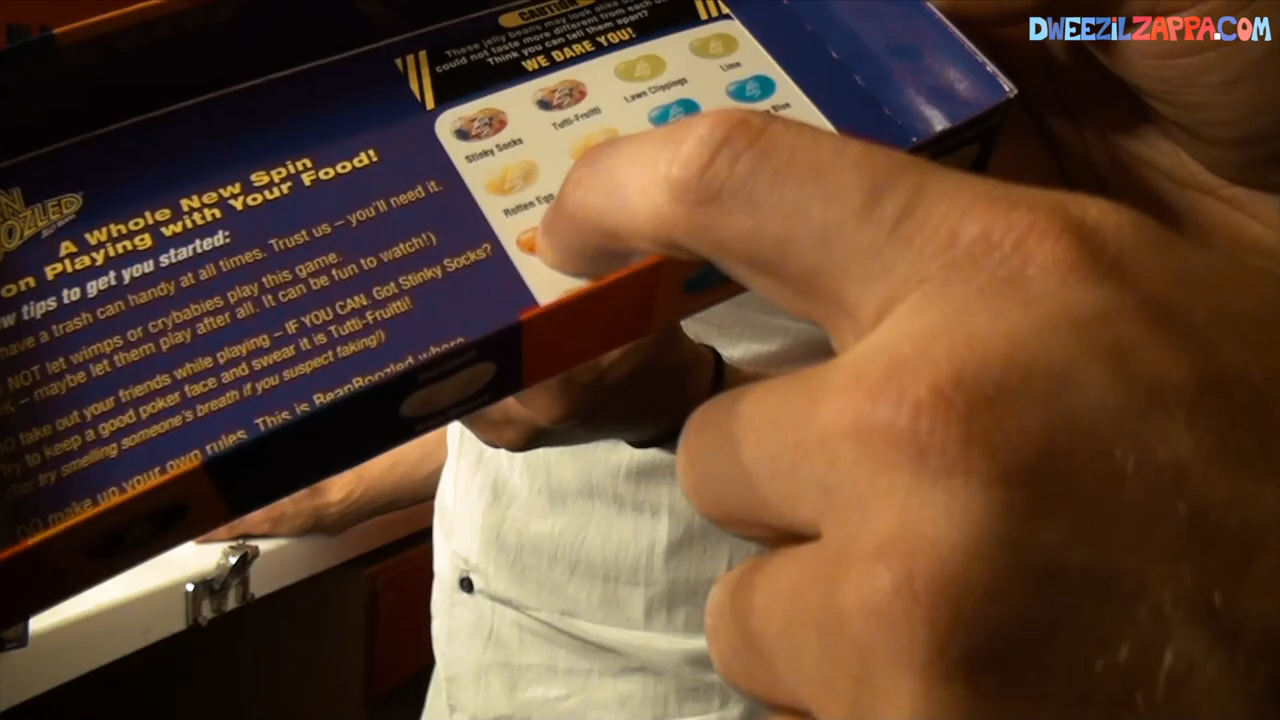 DWEEZILZAPPA.COM
CAUTION
These jelly beans may look alike
could not taste more different from each
Think you can tell them apart?
WE DARE YOU!
Stinky Socks
Tutti-Fruitti
Lawn Clippings
Lime
Rotten Egg
Blue
A Whole New Spin
on Playing with Your Food!
tips to get you started:
have a trash can handy at all times. Trust us – you'll need it.
NOT let wimps or crybabies play this game.
– maybe let them play after all. It can be fun to watch!)
fake out your friends while playing – IF YOU CAN. Got Stinky Socks?
Try to keep a good poker face and swear it is Tutti-Fruitti!
try smelling someone's breath if you suspect faking!)
DO make up your own rules. This is BeanBoozled where